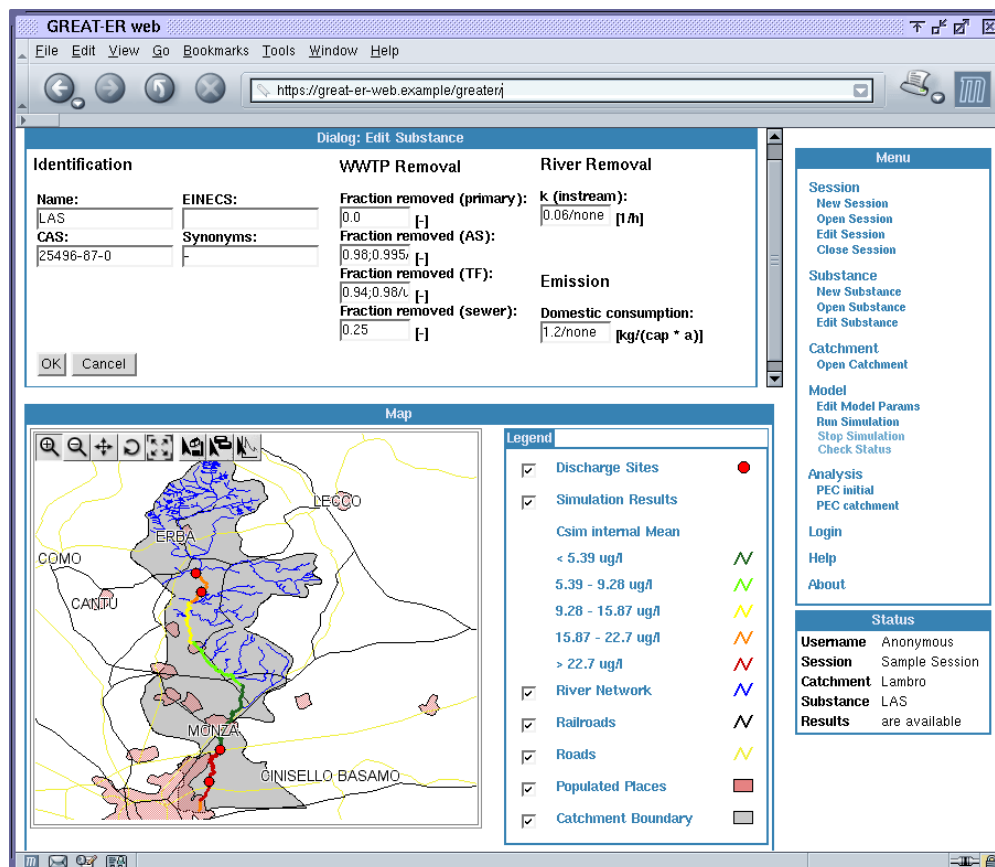 GREAT-ER web
File Edit View Go Bookmarks Tools Window Help
https://great-er-web.example/greater/
Dialog: Edit Substance
Identification
Name: EINECS:
LAS
CAS: Synonyms:
25496-87-0 -
OK Cancel
WWTP Removal
Fraction removed (primary):
0.0 [-]
Fraction removed (AS):
0.98;0.995/ [-]
Fraction removed (TF):
0.94;0.98/u [-]
Fraction removed (sewer):
0.25 [-]
River Removal
k (instream):
0.06/none [1/h]
Emission
Domestic consumption:
1.2/none [kg/(cap * a)]
Menu
Session
New Session
Open Session
Edit Session
Close Session
Substance
New Substance
Open Substance
Edit Substance
Catchment
Open Catchment
Model
Edit Model Params
Run Simulation
Stop Simulation
Check Status
Analysis
PEC initial
PEC catchment
Login
Help
About
Status
Username Anonymous
Session Sample Session
Catchment Lambro
Substance LAS
Results are available
Map
LECCO
ERBA
COMO
CANTU
MONZA
CINISELLO BASAMO
Legend
Discharge Sites
Simulation Results
Csim internal Mean
< 5.39 ug/l
5.39 - 9.28 ug/l
9.28 - 15.87 ug/l
15.87 - 22.7 ug/l
> 22.7 ug/l
River Network
Railroads
Roads
Populated Places
Catchment Boundary